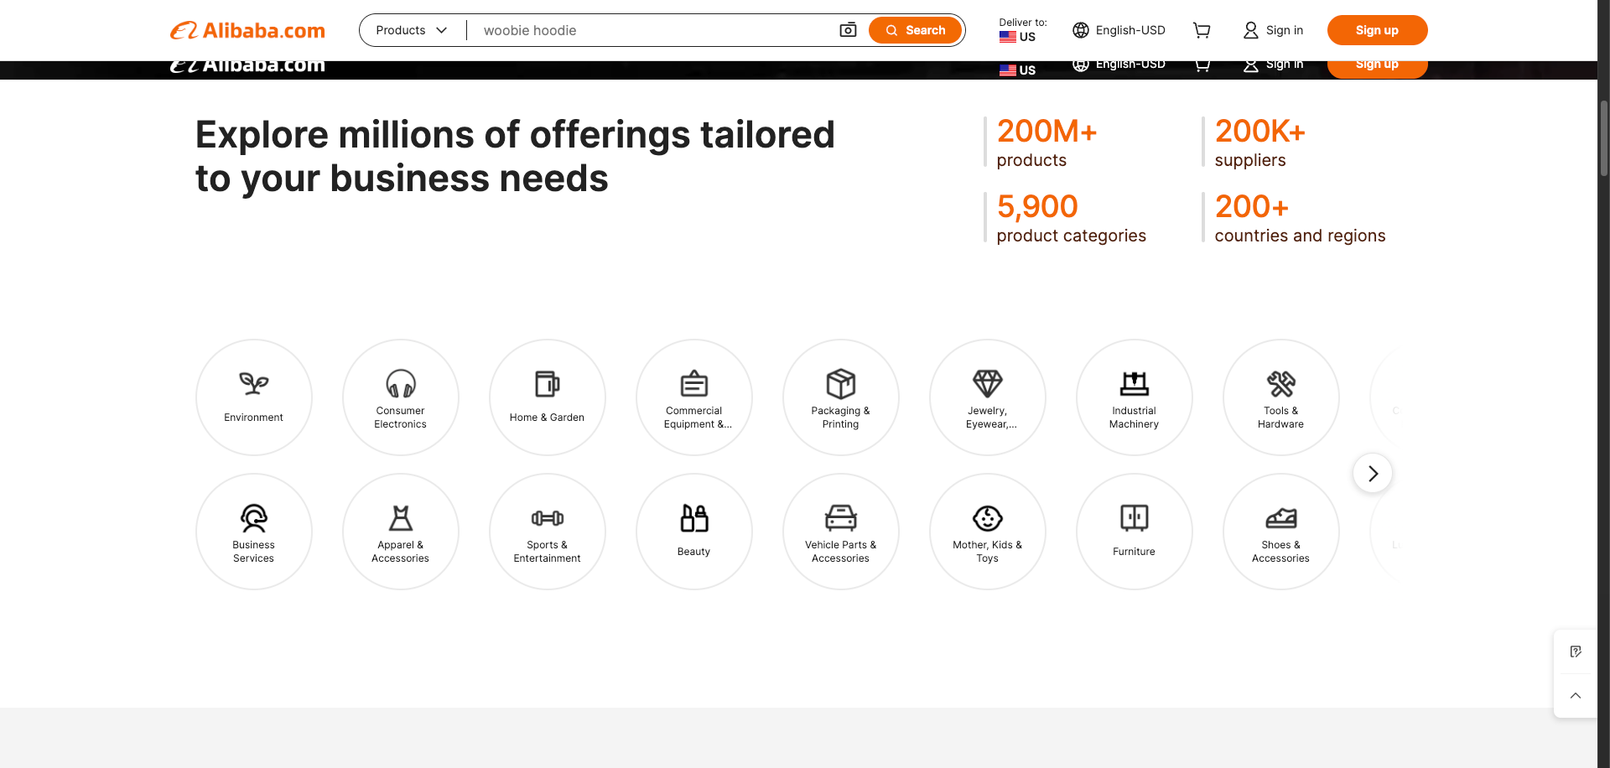 Alibaba.com
Products
woobie hoodie
Search
Deliver to:
US
English-USD
Sign in
Sign up
Alibaba.com
US
English-USD
Sign in
Sign up
Explore millions of offerings tailored
to your business needs
200M+
products
200K+
suppliers
5,900
product categories
200+
countries and regions
Environment
Consumer
Electronics
Home & Garden
Commercial
Equipment &...
Packaging &
Printing
Jewelry,
Eyewear,...
Industrial
Machinery
Tools &
Hardware
Business
Services
Apparel &
Accessories
Sports &
Entertainment
Beauty
Vehicle Parts &
Accessories
Mother, Kids &
Toys
Furniture
Shoes &
Accessories